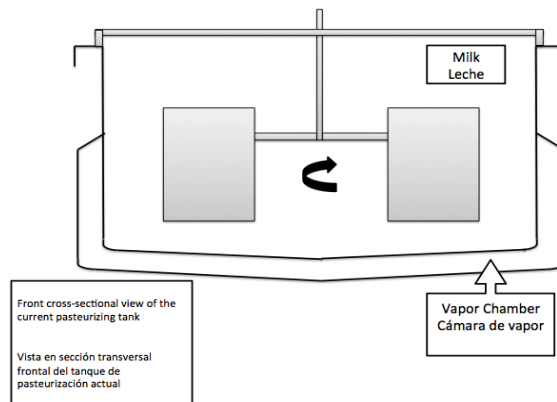 Milk
Leche
Vapor Chamber
Cámara de vapor
Front cross-sectional view of the
current pasteurizing tank
Vista en sección transversal
frontal del tanque de
pasteurización actual